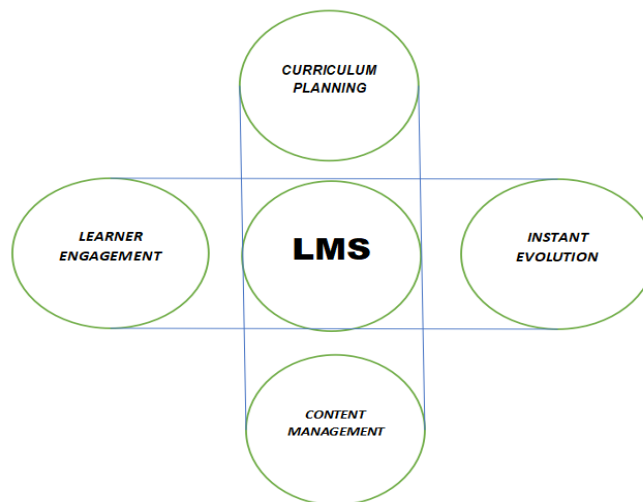 CURRICULUM
PLANNING
LEARNER
ENGAGEMENT
LMS
INSTANT
EVOLUTION
CONTENT
MANAGEMENT